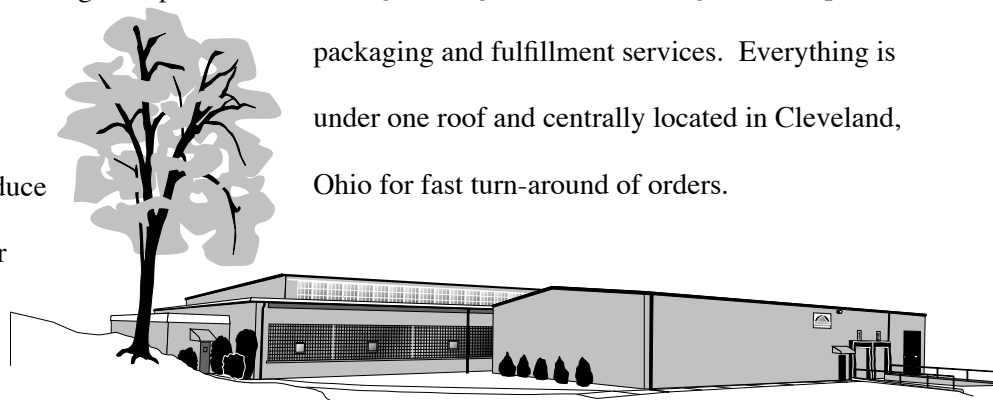 packaging and fulfillment services.  Everything is
under one roof and centrally located in Cleveland,
duce
Ohio for fast turn-around of orders.
r